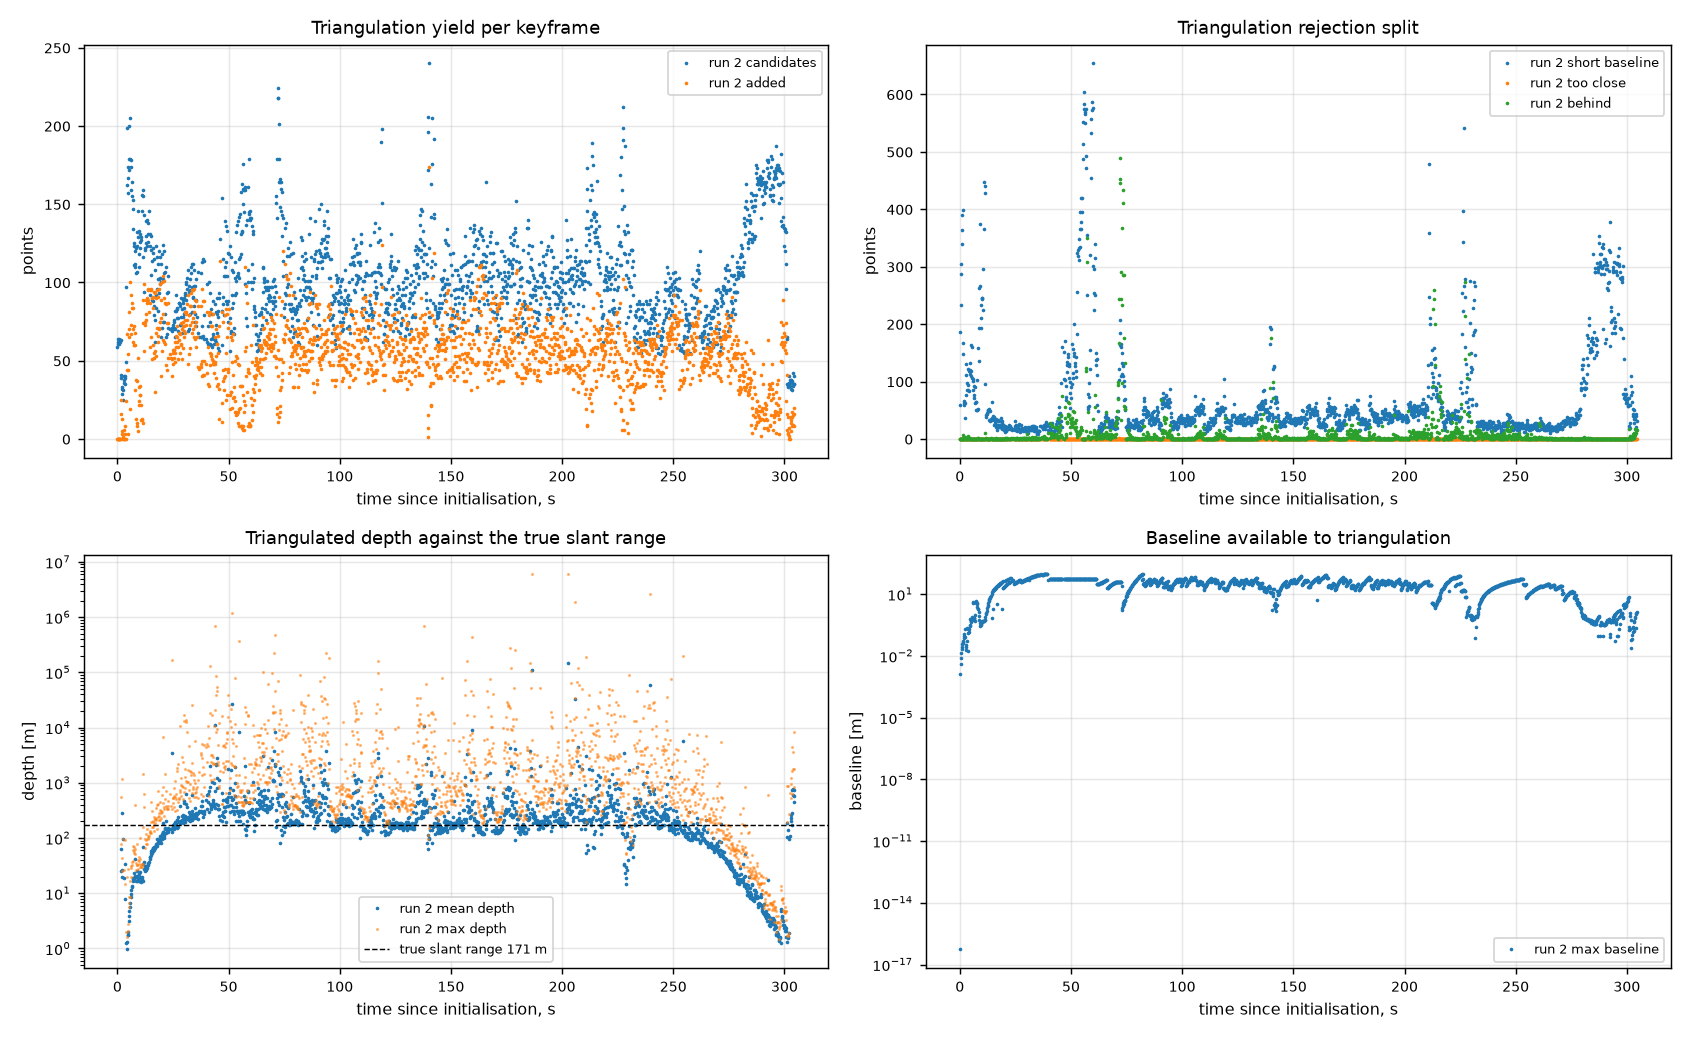 Triangulation yield per keyframe
250
200
150
100
50
0
points
run 2 candidates
run 2 added
0 50 100 150 200 250 300
time since initialisation, s
Triangulation rejection split
600
500
400
300
200
100
0
points
run 2 short baseline
run 2 too close
run 2 behind
0 50 100 150 200 250 300
time since initialisation, s
Triangulated depth against the true slant range
10^7
10^6
10^5
10^4
10^3
10^2
10^1
10^0
depth [m]
run 2 mean depth
run 2 max depth
true slant range 171 m
0 50 100 150 200 250 300
time since initialisation, s
Baseline available to triangulation
10^1
10^-2
10^-5
10^-8
10^-11
10^-14
10^-17
baseline [m]
run 2 max baseline
0 50 100 150 200 250 300
time since initialisation, s